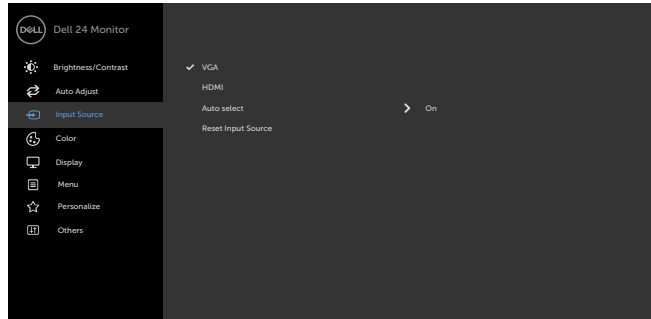 DELL Dell 24 Monitor
Brightness/Contrast
Auto Adjust
Input Source
Color
Display
Menu
Personalize
Others
VGA
HDMI
Auto select On
Reset Input Source